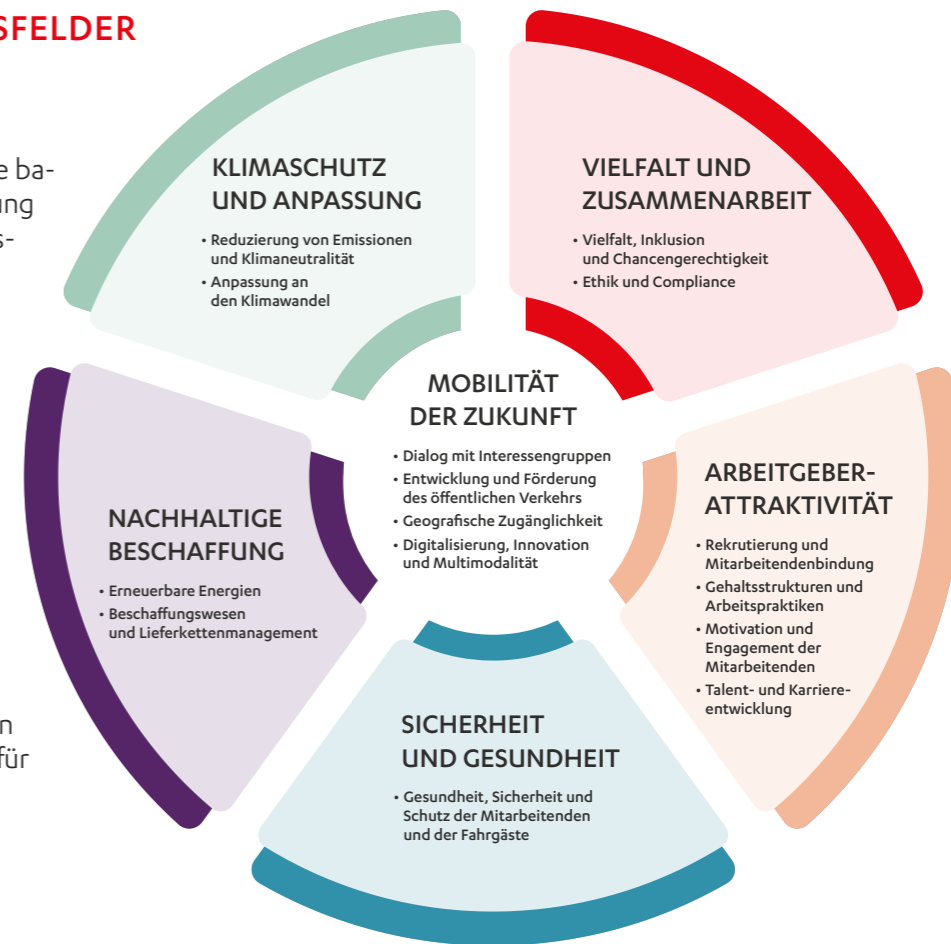 SFELDER
e ba-
ung
s-
n
für
KLIMASCHUTZ
UND ANPASSUNG
• Reduzierung von Emissionen
und Klimaneutralität
• Anpassung an
den Klimawandel
VIELFALT UND
ZUSAMMENARBEIT
• Vielfalt, Inklusion
und Chancengerechtigkeit
• Ethik und Compliance
MOBILITÄT
DER ZUKUNFT
• Dialog mit Interessengruppen
• Entwicklung und Förderung
des öffentlichen Verkehrs
• Geografische Zugänglichkeit
• Digitalisierung, Innovation
und Multimodalität
ARBEITGEBER-
ATTRAKTIVITÄT
• Rekrutierung und
Mitarbeitendenbindung
• Gehaltsstrukturen und
Arbeitspraktiken
• Motivation und
Engagement der
Mitarbeitenden
• Talent- und Karriere-
entwicklung
NACHHALTIGE
BESCHAFFUNG
• Erneuerbare Energien
• Beschaffungswesen
und Lieferkettenmanagement
SICHERHEIT
UND GESUNDHEIT
• Gesundheit, Sicherheit und
Schutz der Mitarbeitenden
und der Fahrgäste